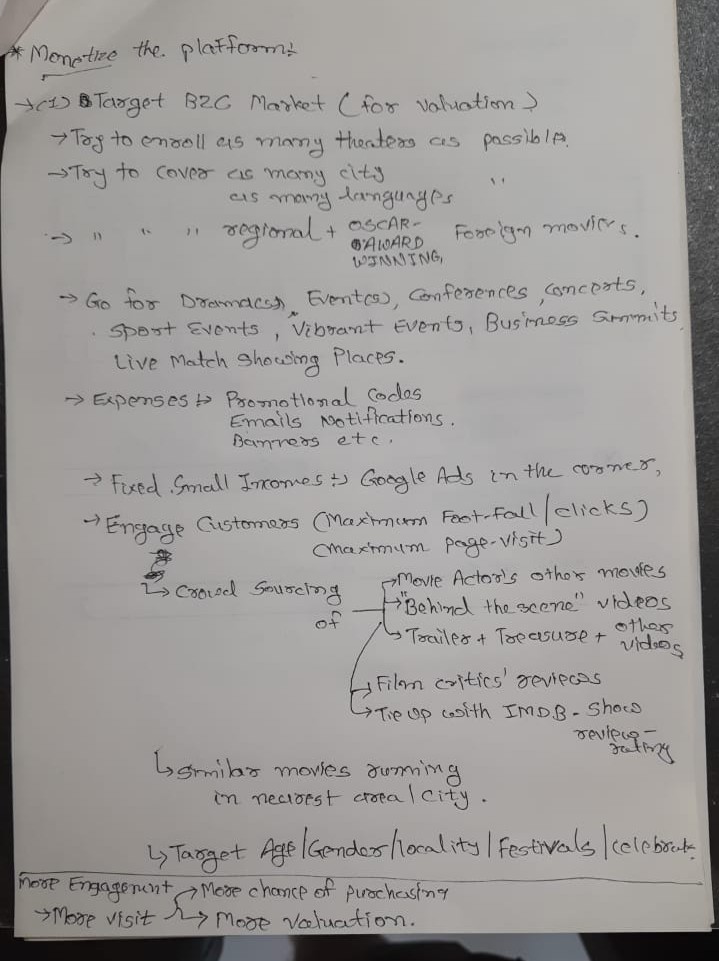 * Monetize the platform:
→ (1) Target B2C Market (for valuation)
→ Try to enroll as many theaters as possible.
→ Try to cover as many city "
as many languages
→ " " " regional + OSCAR-AWARD WINNING, Foreign movies.
→ Go for Dramas(s), Event(s), Conferences, concerts,
Sport Events, Vibrant Events, Business Summits,
Live Match Showing Places.
→ Expenses → Promotional Codes
Emails Notifications.
Banners etc.
→ Fixed Small Incomes → Google Ads in the corner,
→ Engage Customers (Maximum Foot-fall/clicks)
(maximum page-visit)
↳ Crowd Sourcing of
→ Movie Actor's other movies
→ "Behind the scene" videos
→ Trailer + Treasure + other videos
→ Film critics' reviews
→ Tie up with IMDB - Show
review-
rating
↳ similar movies running
in nearest area/city.
↳ Target Age/Gender/locality/Festivals/celebrat.
More Engagement → More chance of purchasing
→ More visit → More valuation.